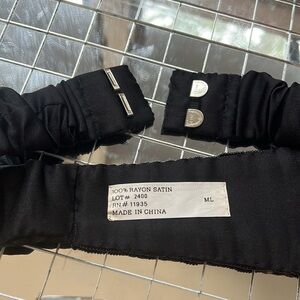 100% RAYON SATIN
LOT# 2400
RN# 11935
MADE IN CHINA
ML